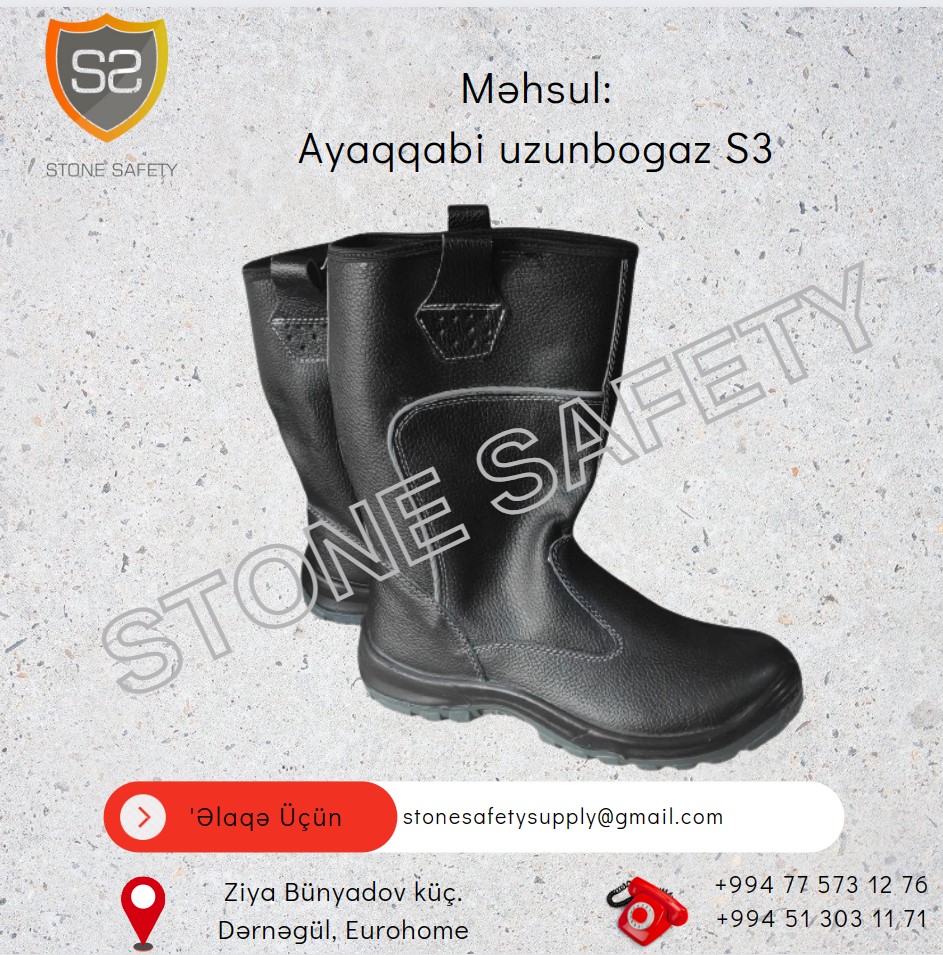 SS
STONE SAFETY
Məhsul:
Ayaqqabi uzunbogaz S3
STONE SAFETY
'Əlaqə Üçün
stonesafetysupply@gmail.com
Ziya Bünyadov küç.
Dərnəgül, Eurohome
+994 77 573 12 76
+994 51 303 11 71